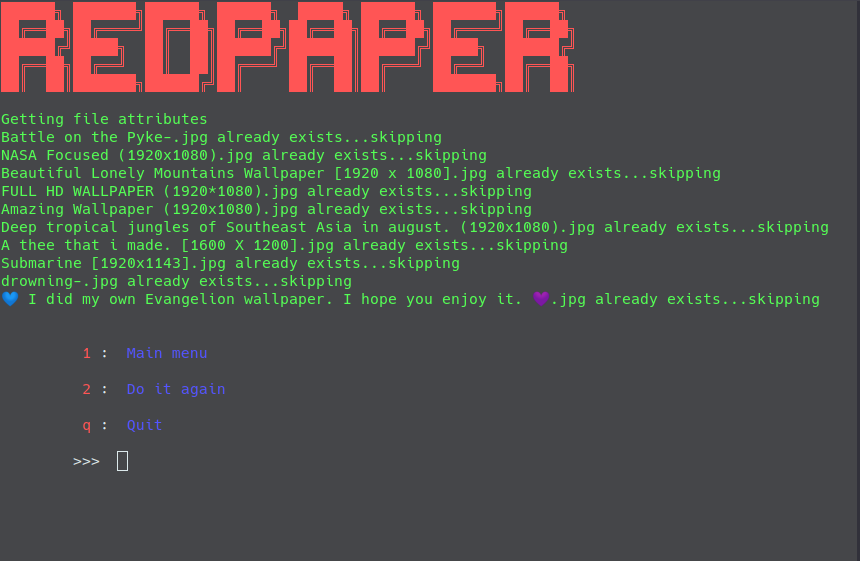 REDPAPER
Getting file attributes
Battle on the Pyke-.jpg already exists...skipping
NASA Focused (1920x1080).jpg already exists...skipping
Beautiful Lonely Mountains Wallpaper [1920 x 1080].jpg already exists...skipping
FULL HD WALLPAPER (1920*1080).jpg already exists...skipping
Amazing Wallpaper (1920x1080).jpg already exists...skipping
Deep tropical jungles of Southeast Asia in august. (1920x1080).jpg already exists...skipping
A thee that i made. [1600 X 1200].jpg already exists...skipping
Submarine [1920x1143].jpg already exists...skipping
drowning-.jpg already exists...skipping
💙 I did my own Evangelion wallpaper. I hope you enjoy it. 💜.jpg already exists...skipping
1 : Main menu
2 : Do it again
q : Quit
>>>